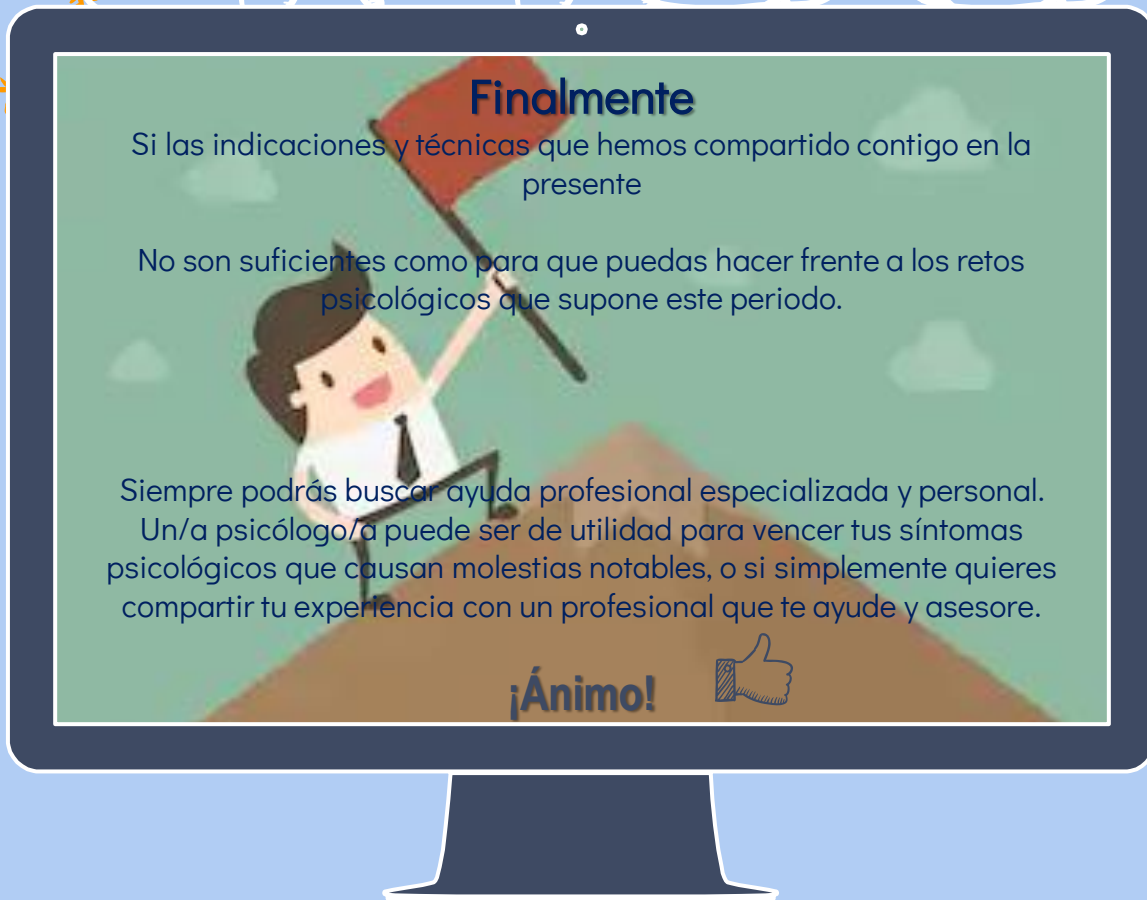 Finalmente
Si las indicaciones y técnicas que hemos compartido contigo en la
presente
No son suficientes como para que puedas hacer frente a los retos
psicológicos que supone este periodo.
Siempre podrás buscar ayuda profesional especializada y personal.
Un/a psicólogo/a puede ser de utilidad para vencer tus síntomas
psicológicos que causan molestias notables, o si simplemente quieres
compartir tu experiencia con un profesional que te ayude y asesore.
¡Ánimo!